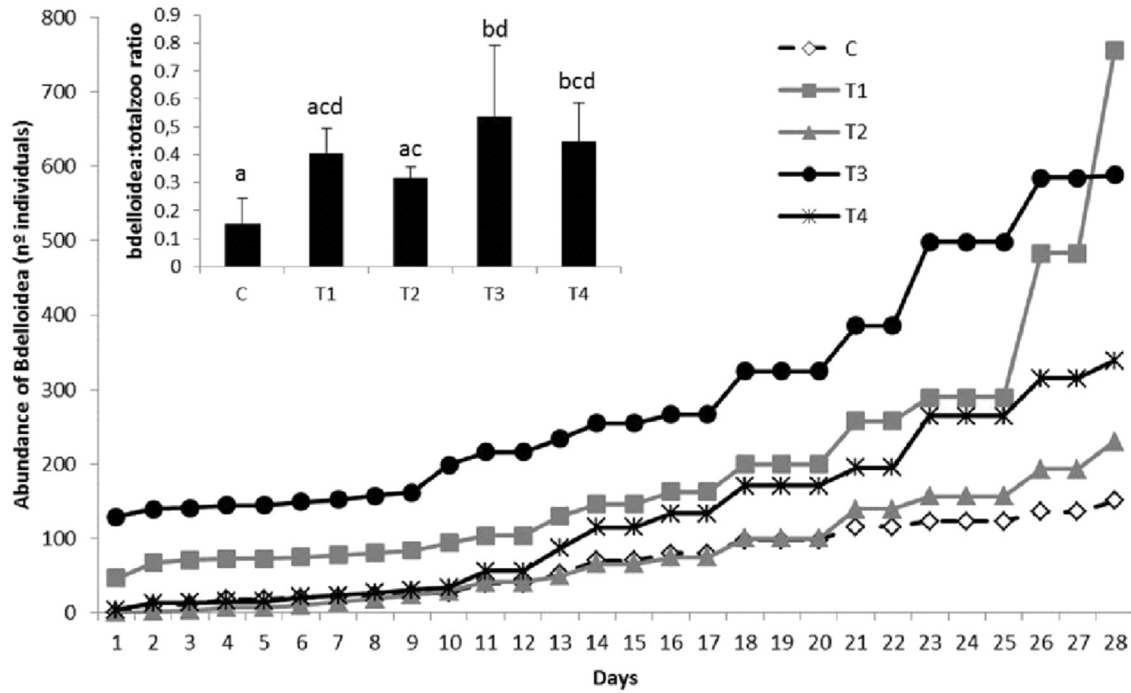 800
700
600
500
400
300
200
100
0
Abundance of Bdelloidea (nº individuals)
0.9
0.8
0.7
0.6
0,5
0.4
0.3
0.2
0.1
0
bdelloidea:totalzoo ratio
a
acd
ac
bd
bcd
C T1 T2 T3 T4
C
T1
T2
T3
T4
1 2 3 4 5 6 7 8 9 10 11 12 13 14 15 16 17 18 19 20 21 22 23 24 25 26 27 28
Days